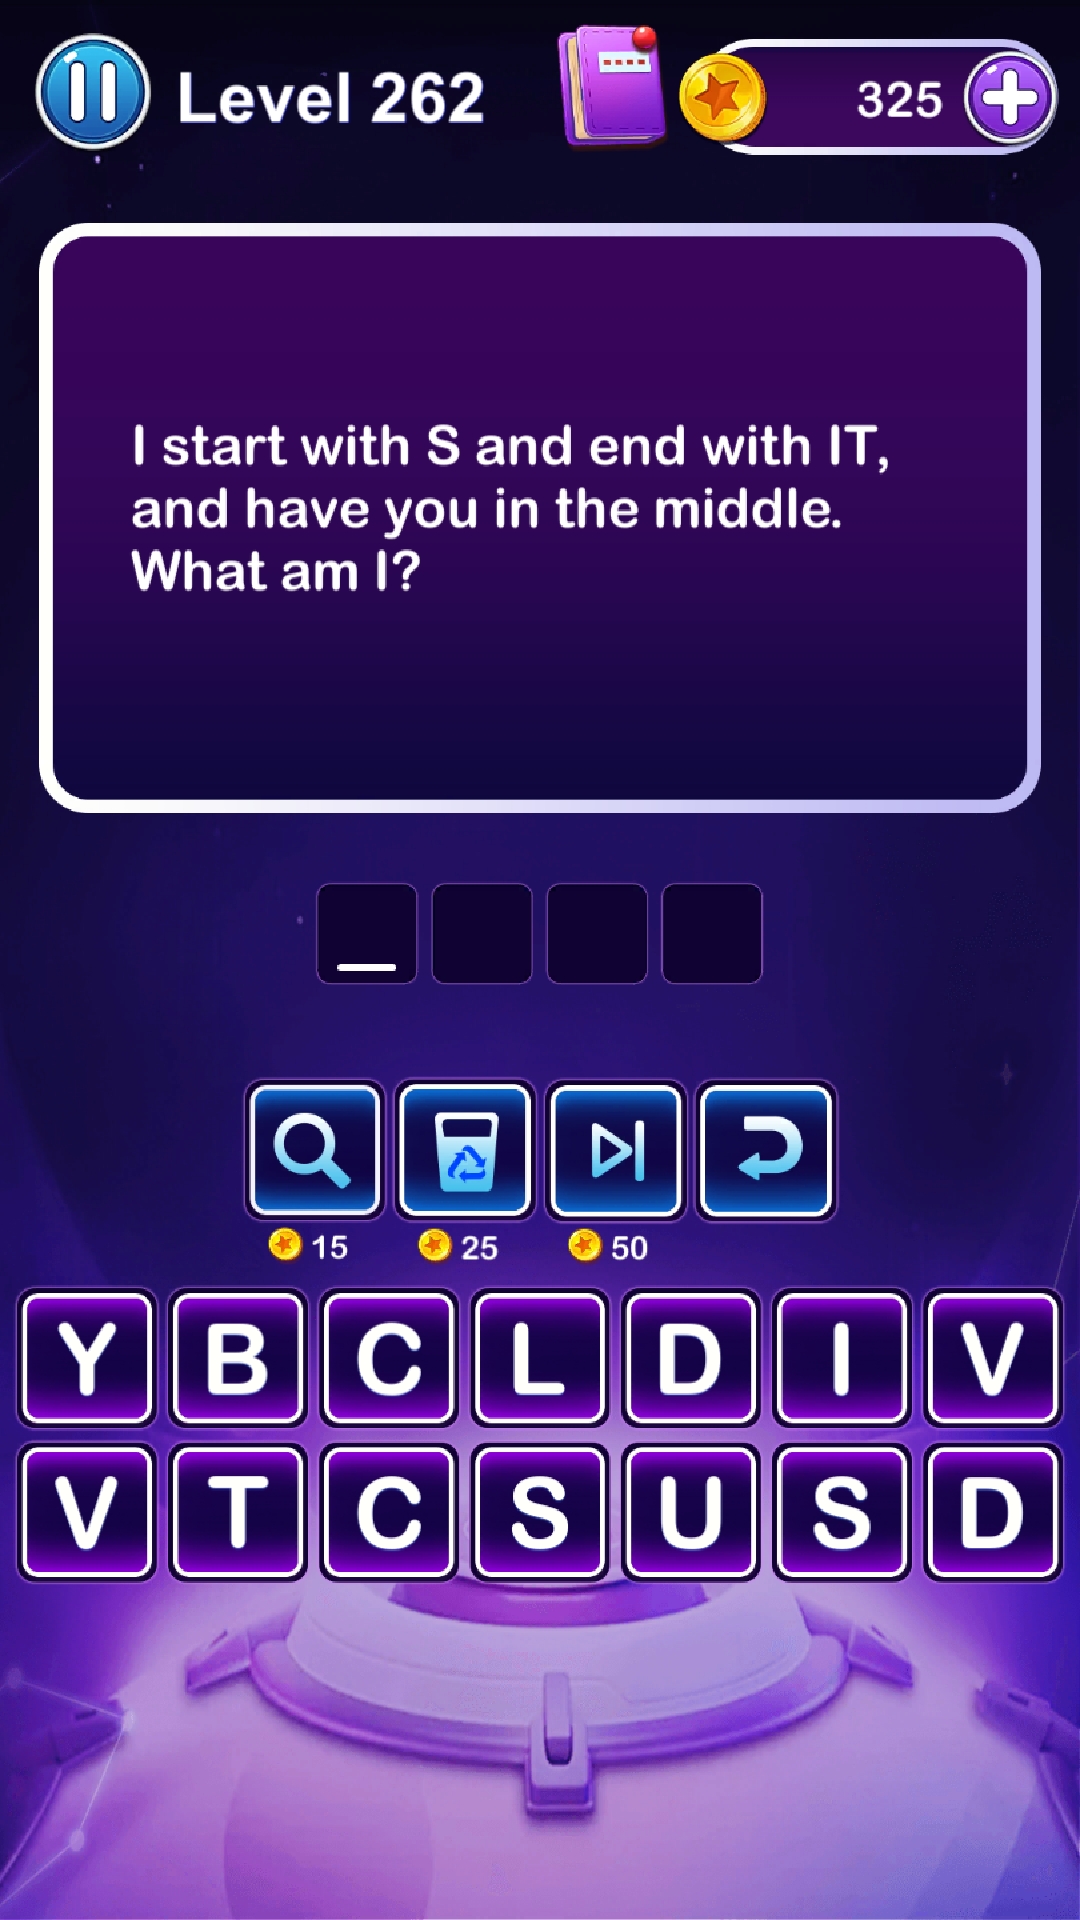 Level 262
325
I start with S and end with IT,
and have you in the middle.
What am I?
15 25 50
Y B C L D I V
V T C S U S D